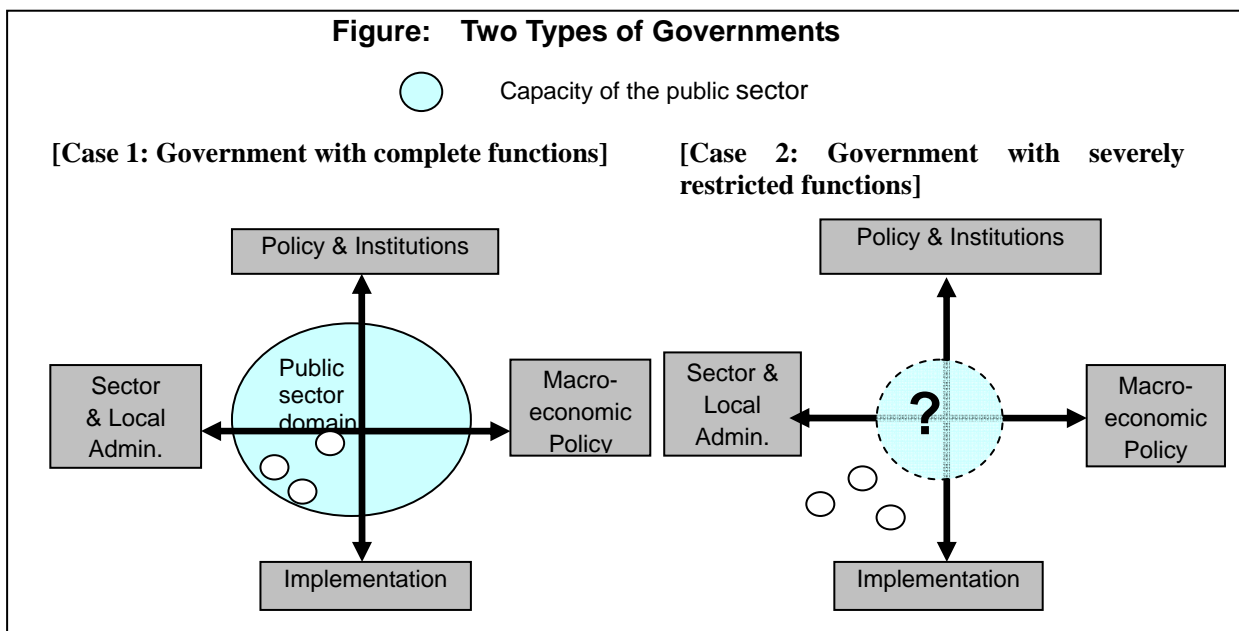 Figure: Two Types of Governments
Capacity of the public sector
[Case 1: Government with complete functions]
[Case 2: Government with severely
restricted functions]
Policy & Institutions
Public
sector
domain
Sector
& Local
Admin.
Macro-
economic
Policy
Implementation
Policy & Institutions
Sector &
Local
Admin.
?
Macro-
economic
Policy
Implementation